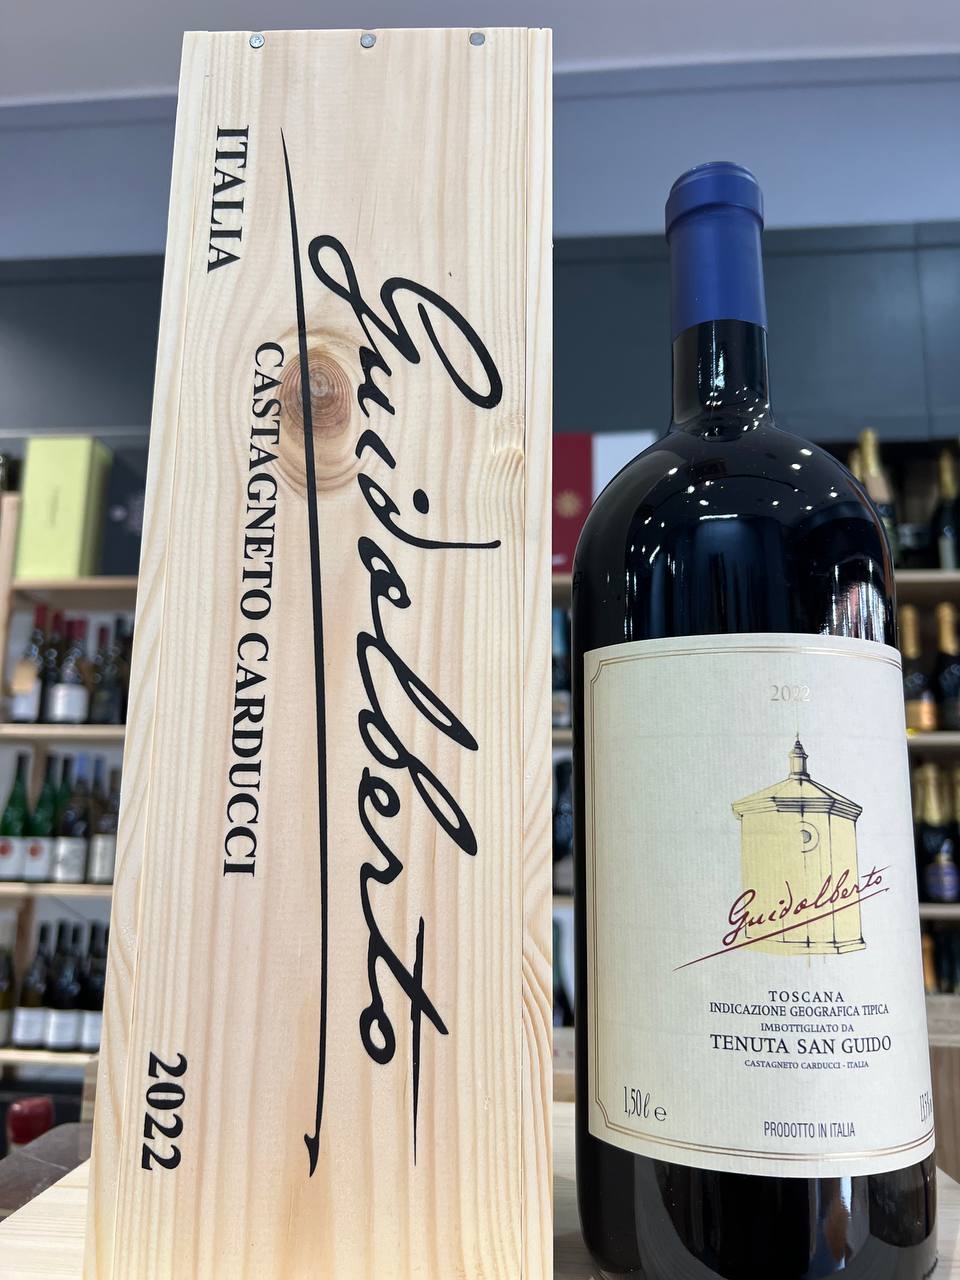 Guidalberto
CASTAGNETO CARDUCCI
ITALIA
2022
2022
Guidalberto
TOSCANA
INDICAZIONE GEOGRAFICA TIPICA
IMBOTTIGLIATO DA
TENUTA SAN GUIDO
CASTAGNETO CARDUCCI - ITALIA
1,50 ℓ e
PRODOTTO IN ITALIA